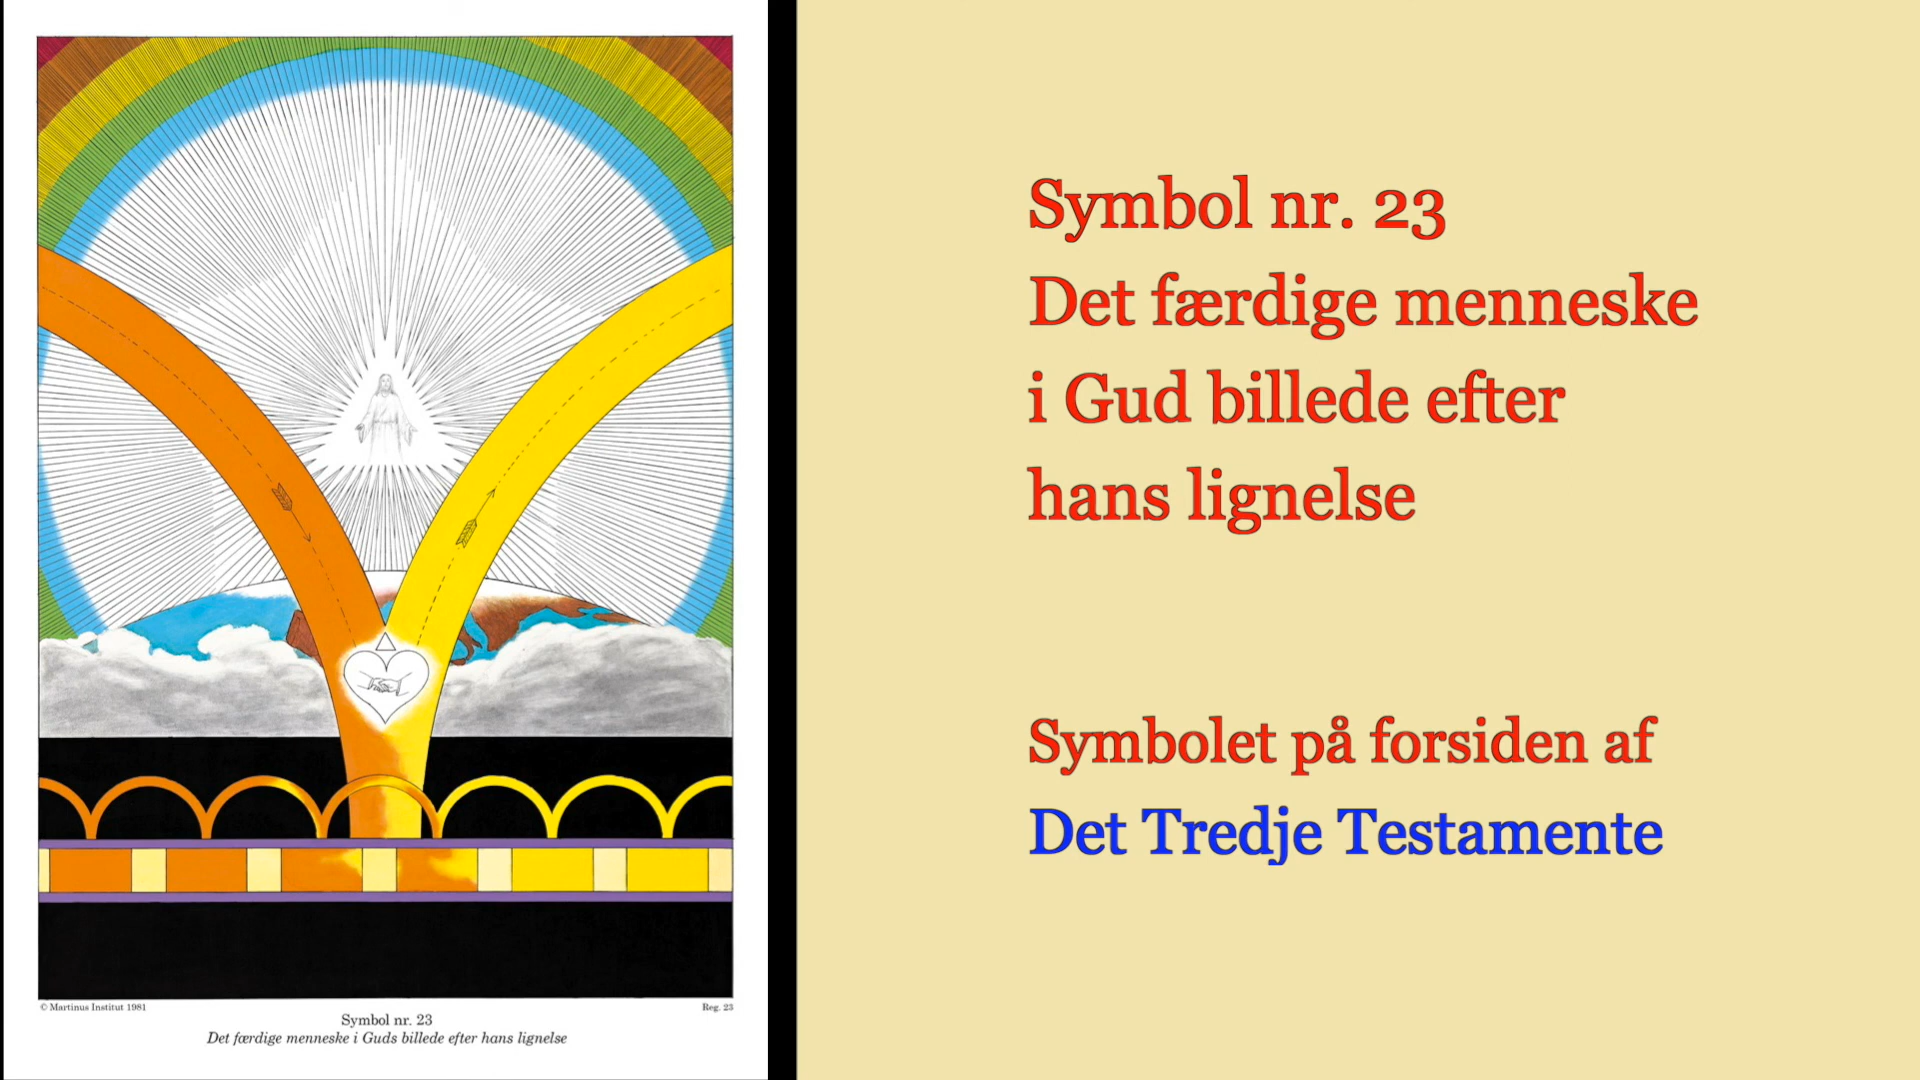 © Martinus Institut 1981
Reg. 23
Symbol nr. 23
Det færdige menneske i Guds billede efter hans lignelse
Symbol nr. 23
Det færdige menneske
i Gud billede efter
hans lignelse
Symbolet på forsiden af
Det Tredje Testamente